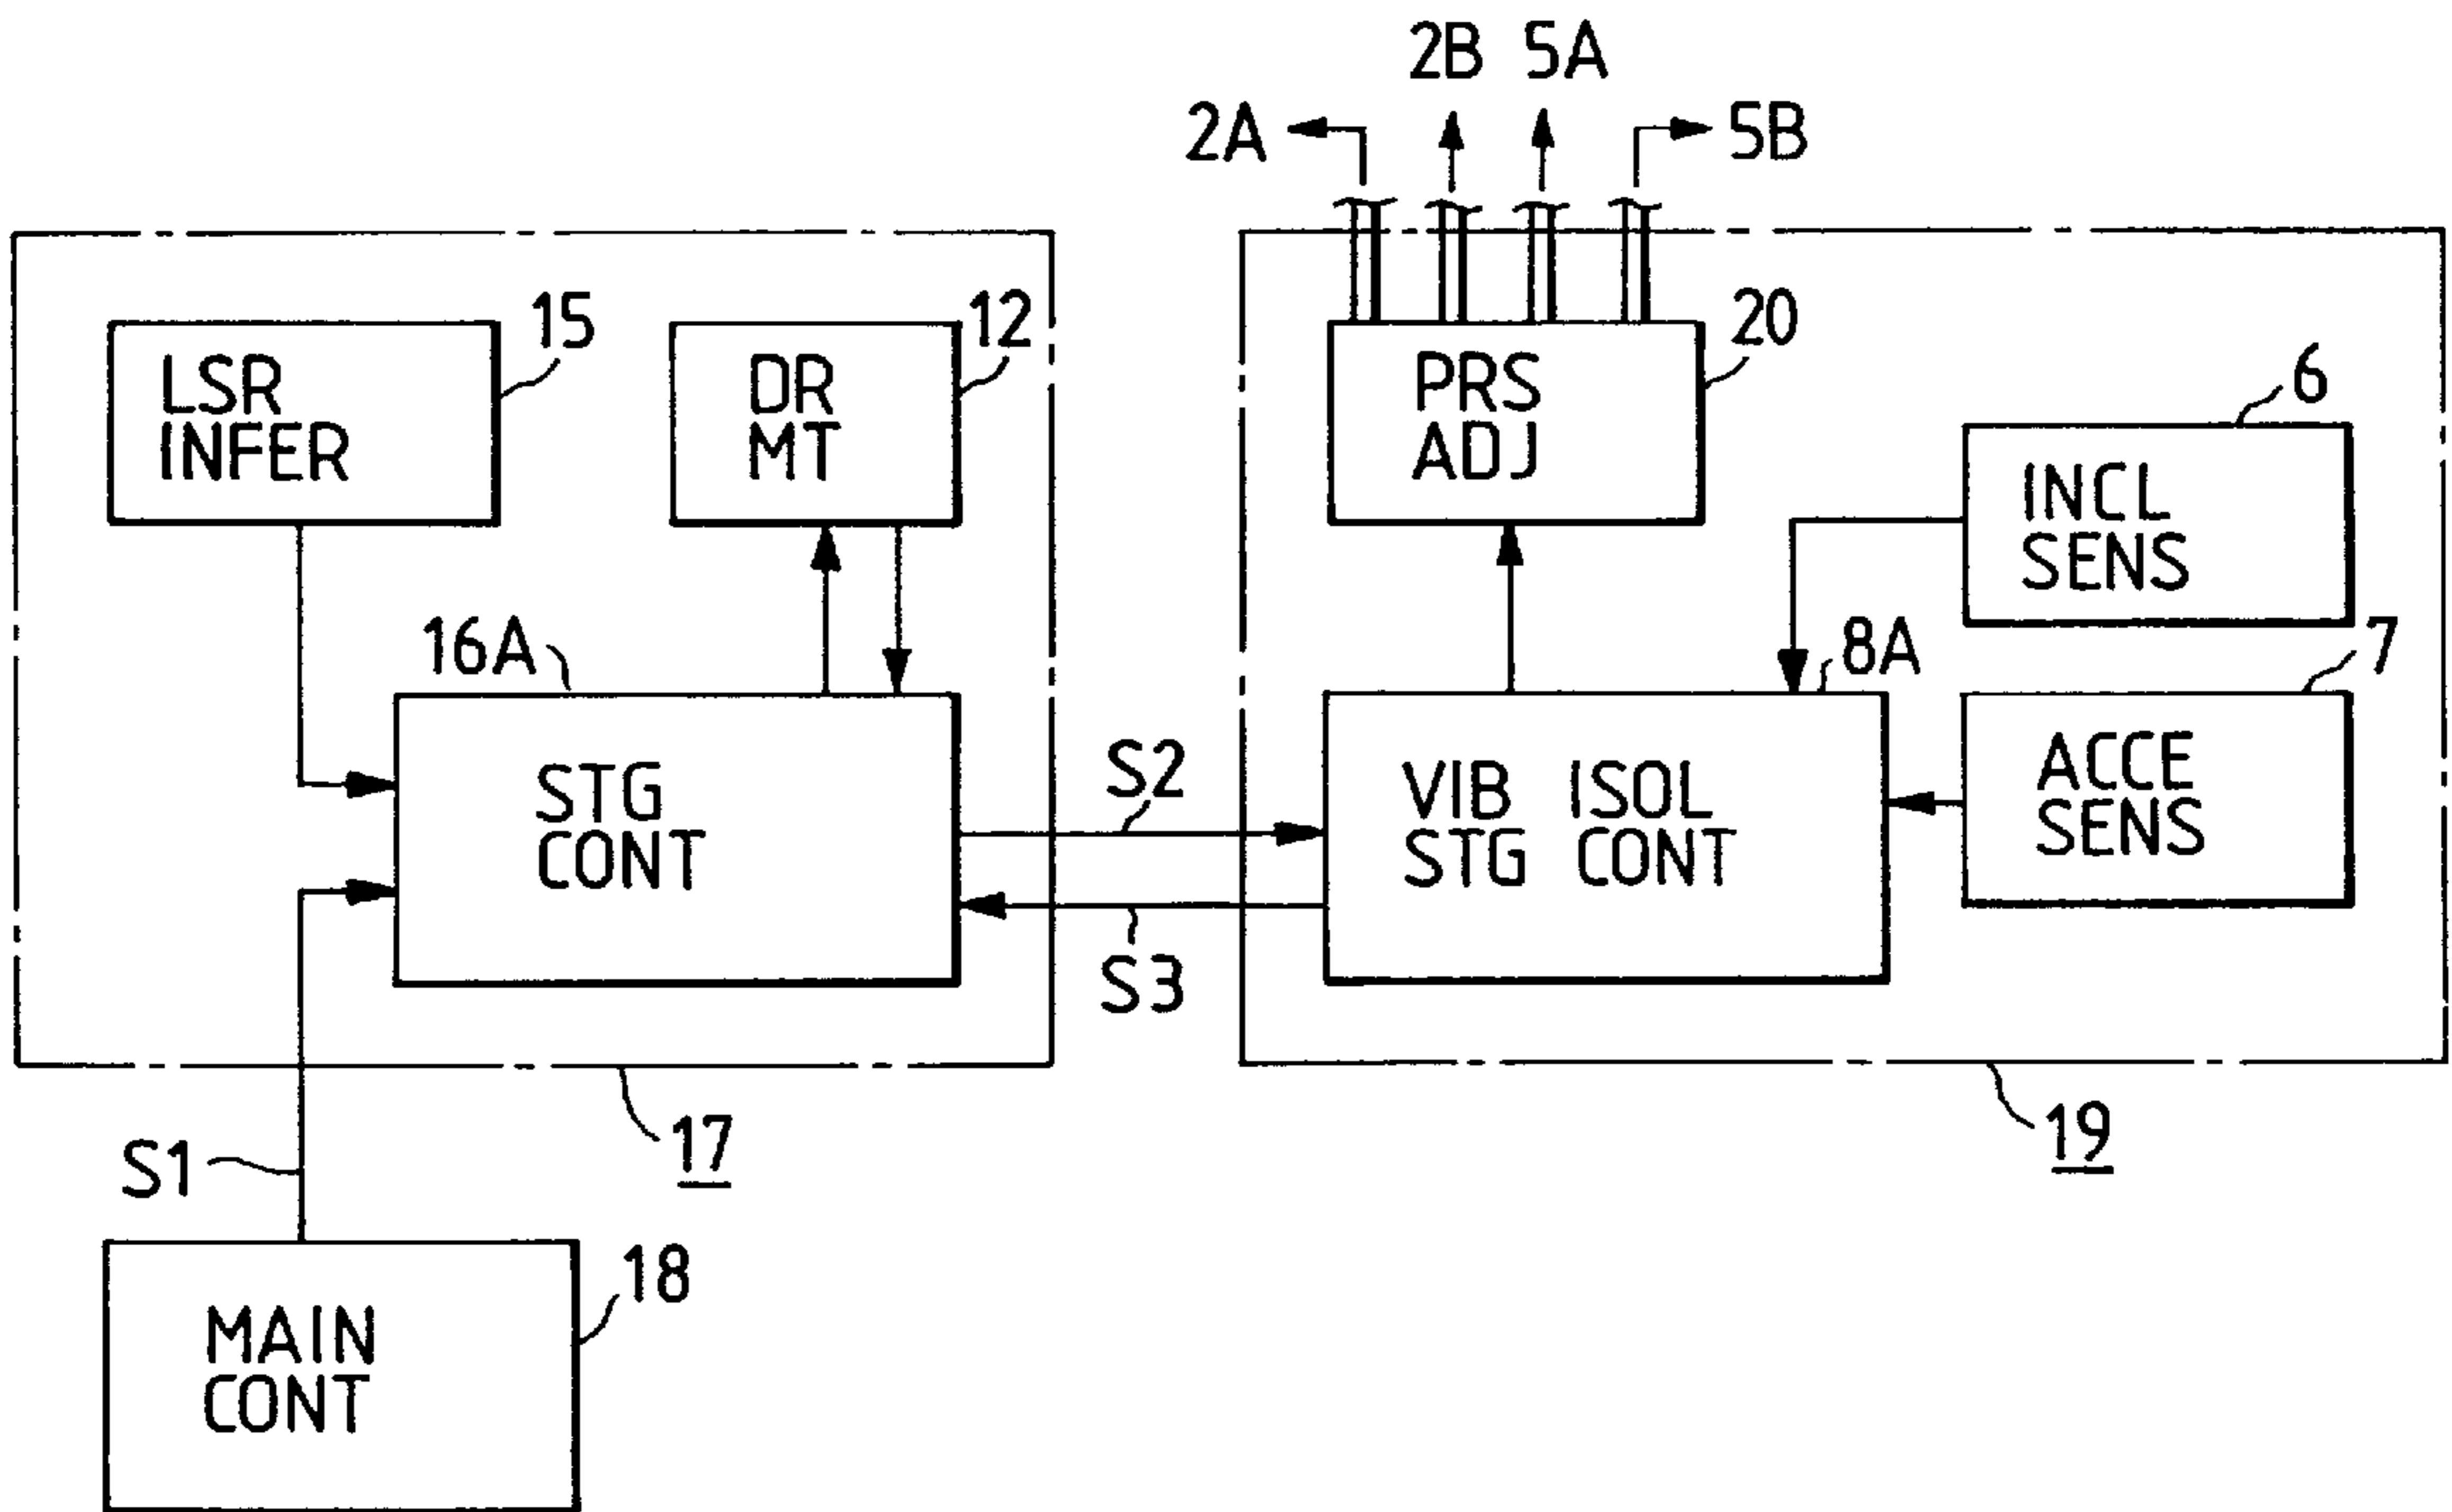 2B 5A
2A 5B
15
12
20
6
LSR
INFER
DR
MT
PRS
ADJ
INCL
SENS
16A
8A
7
STG
CONT
S2
VIB ISOL
STG CONT
ACCE
SENS
S3
S1
17
19
18
MAIN
CONT